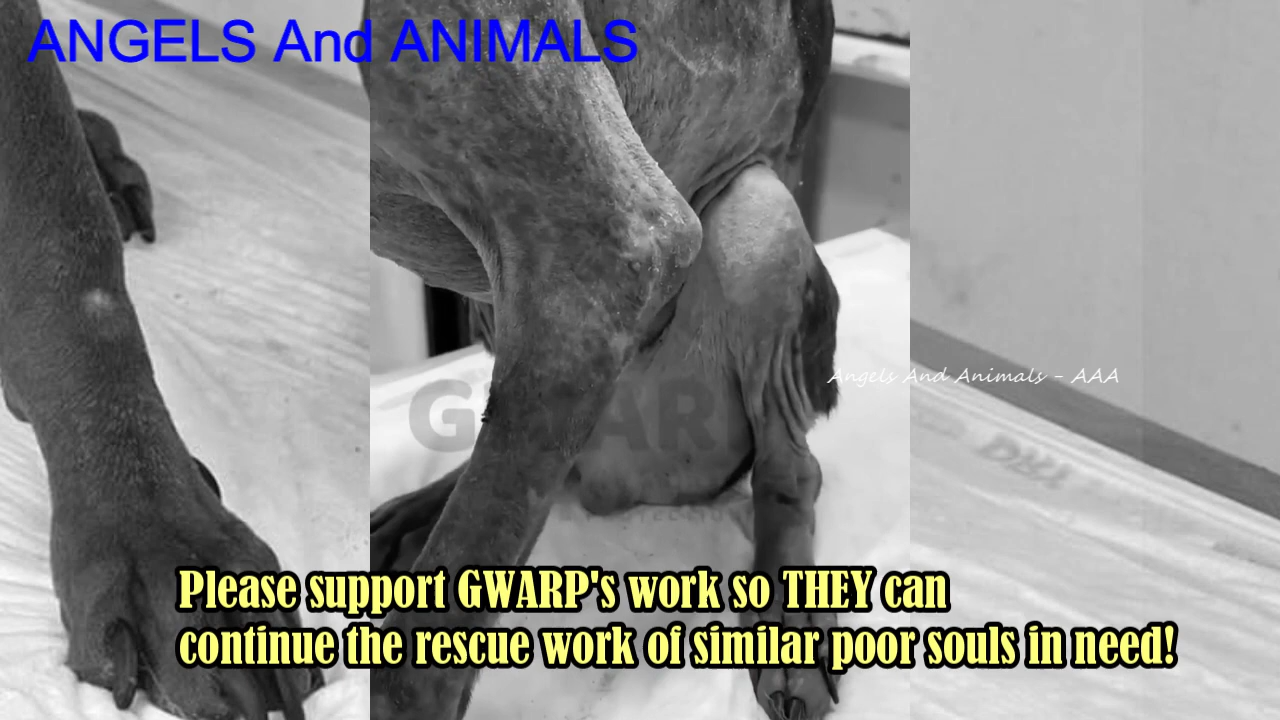 ANGELS And ANIMALS
GWARP
Angels And Animals - AAA
Please support GWARP's work so THEY can
continue the rescue work of similar poor souls in need!